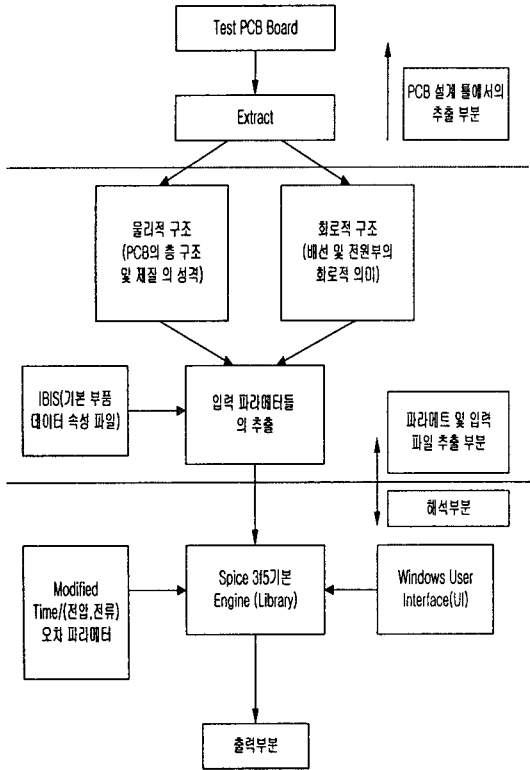 Test PCB Board
Extract
PCB 설계 툴에서의
추출 부분
물리적 구조
(PCB의 층 구조
및 재질 의 성격)
회로적 구조
(배선 및 전원부의
회로적 의미)
IBIS(기본 부품
데이터 속성 파일)
입력 파라메터들
의 추출
파라메트 및 입력
파일 추출 부분
해석부분
Modified
Time/(전압,전류)
오차 파라메터
Spice 3f5기본
Engine (Library)
Windows User
Interface(UI)
출력부분